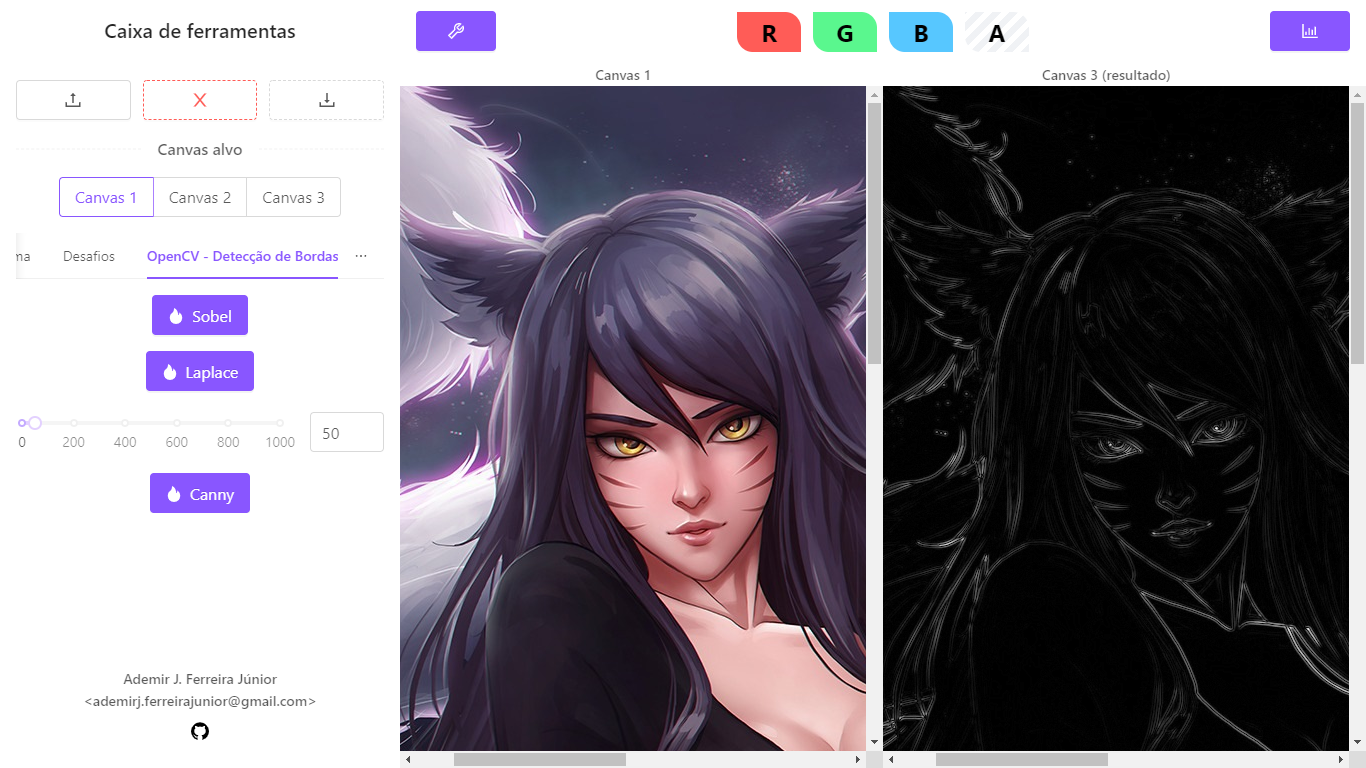 Caixa de ferramentas
R G B A
Canvas 1
Canvas 3 (resultado)
Canvas alvo
Canvas 1 Canvas 2 Canvas 3
ma Desafios OpenCV - Detecção de Bordas ...
Sobel
Laplace
0 200 400 600 800 1000
50
Canny
Ademir J. Ferreira Júnior
<ademirj.ferreirajunior@gmail.com>